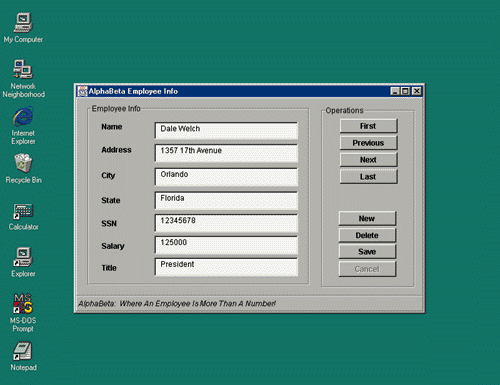 My Computer
Network
Neighborhood
Internet
Explorer
Recycle Bin
Calculator
Explorer
MS-DOS
Prompt
Notepad
AlphaBeta Employee Info
Employee Info
Name Dale Welch
Address 1357 17th Avenue
City Orlando
State Florida
SSN 12345678
Salary 125000
Title President
Operations
First
Previous
Next
Last
New
Delete
Save
Cancel
AlphaBeta: Where An Employee Is More Than A Number!